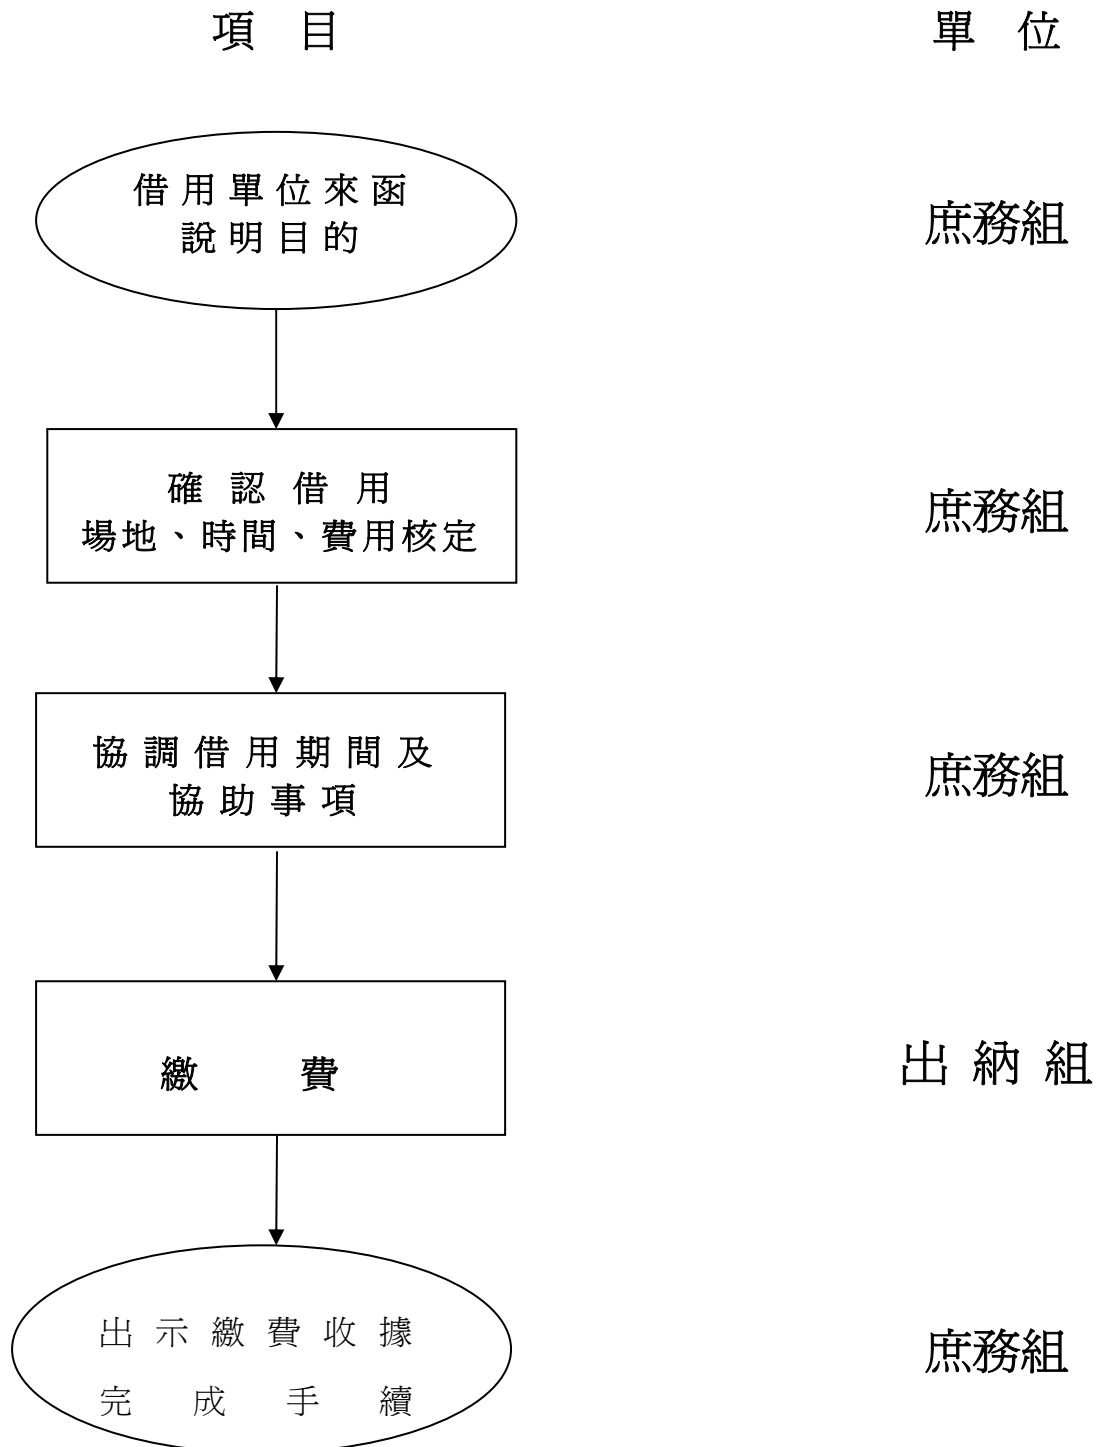 項目 單位
借用單位來函
說明目的
庶務組
確認借用
場地、時間、費用核定
庶務組
協調借用期間及
協助事項
庶務組
繳費
出納組
出示繳費收據
完成手續
庶務組